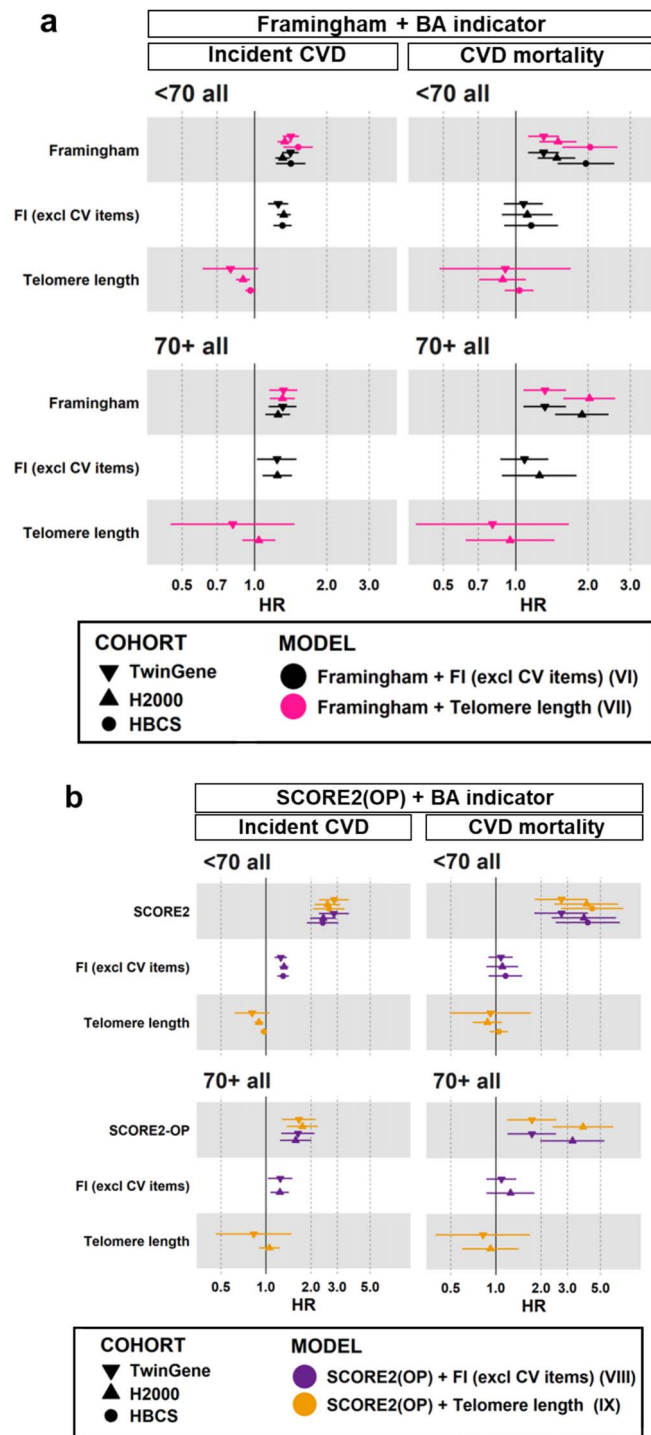 a
Framingham + BA indicator
Incident CVD CVD mortality
<70 all <70 all
Framingham
FI (excl CV items)
Telomere length
70+ all 70+ all
Framingham
FI (excl CV items)
Telomere length
0.5 0.7 1.0 2.0 3.0 0.5 0.7 1.0 2.0 3.0
HR HR
COHORT MODEL
TwinGene Framingham + FI (excl CV items) (VI)
H2000 Framingham + Telomere length (VII)
HBCS
b
SCORE2(OP) + BA indicator
Incident CVD CVD mortality
<70 all <70 all
SCORE2
FI (excl CV items)
Telomere length
70+ all 70+ all
SCORE2-OP
FI (excl CV items)
Telomere length
0.5 1.0 2.0 3.0 5.0 0.5 1.0 2.0 3.0 5.0
HR HR
COHORT MODEL
TwinGene SCORE2(OP) + FI (excl CV items) (VIII)
H2000 SCORE2(OP) + Telomere length (IX)
HBCS